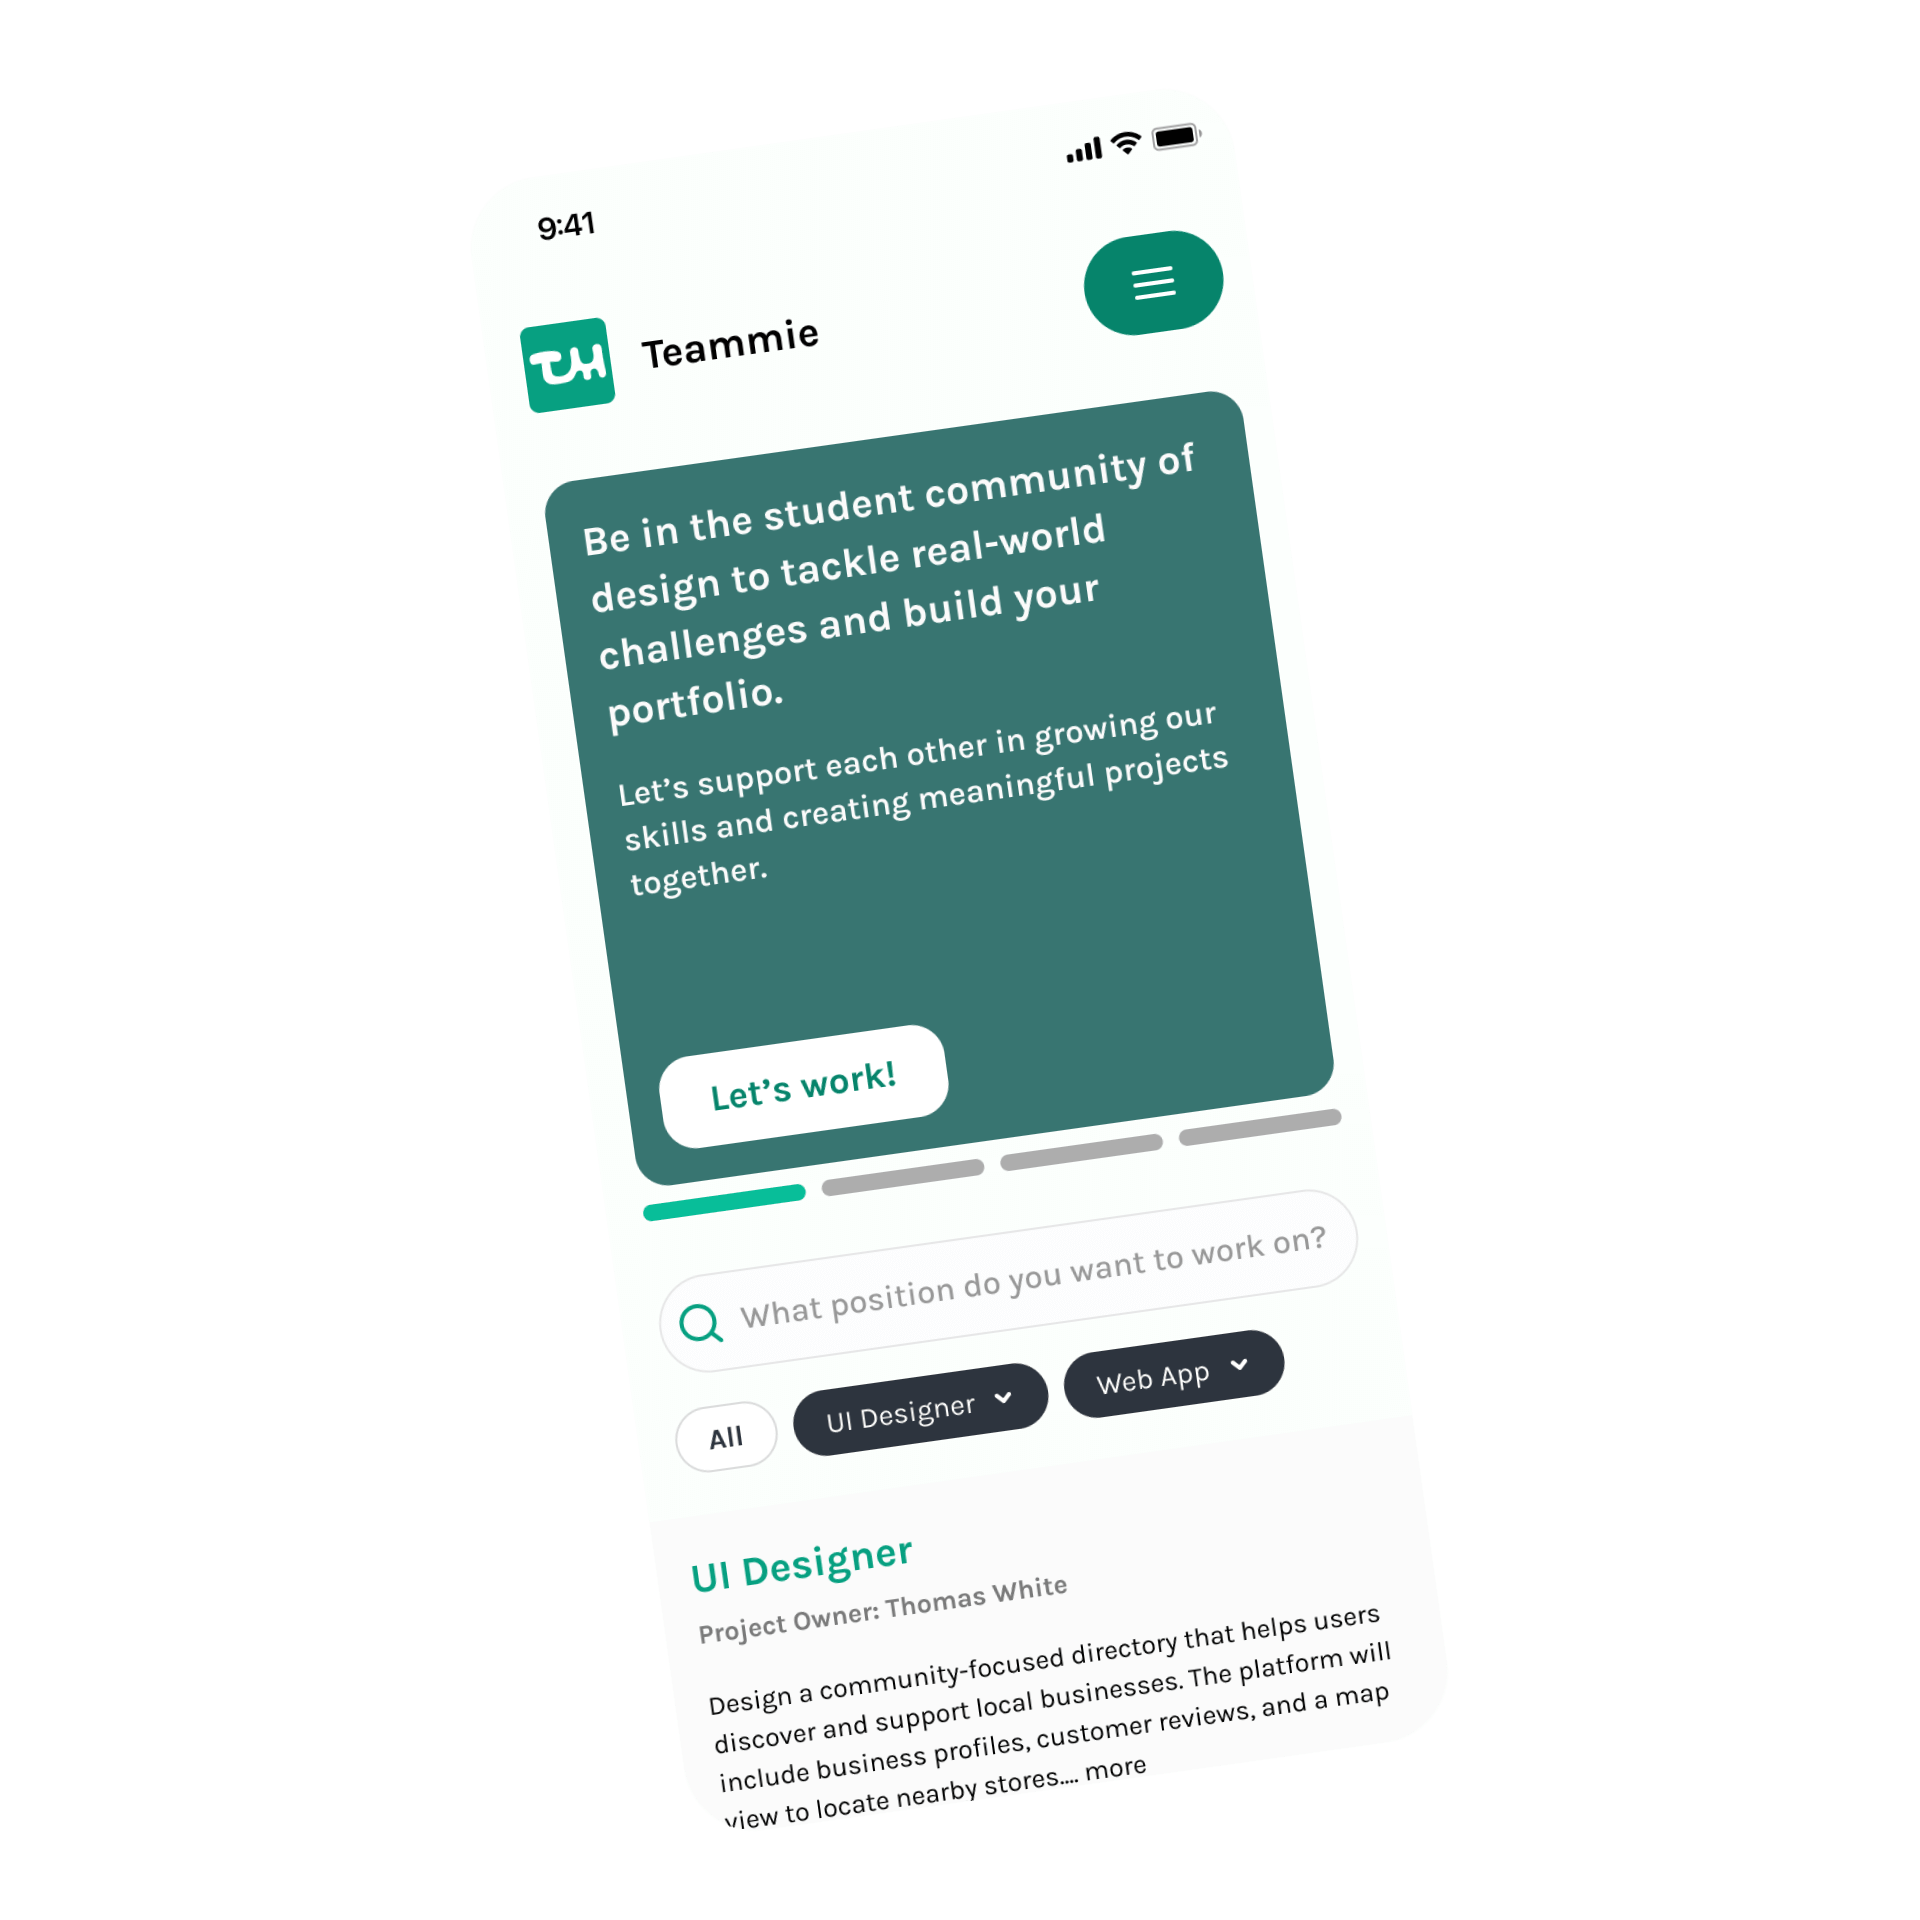 9:41
Teammie
Be in the student community of
design to tackle real-world
challenges and build your
portfolio.
Let’s support each other in growing our
skills and creating meaningful projects
together.
Let’s work!
What position do you want to work on?
All
UI Designer
Web App
UI Designer
Project Owner: Thomas White
Design a community-focused directory that helps users
discover and support local businesses. The platform will
include business profiles, customer reviews, and a map
view to locate nearby stores.... more